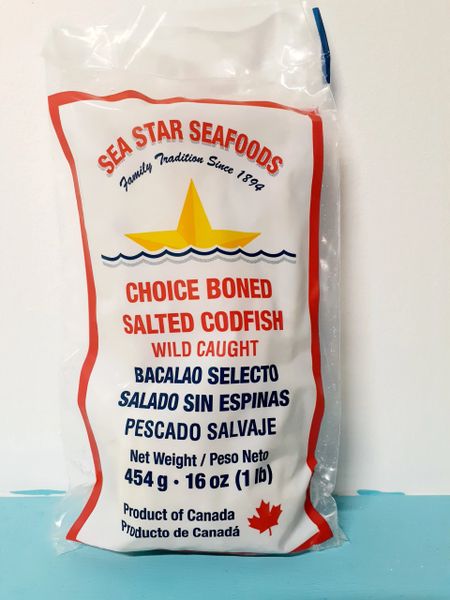 SEA STAR SEAFOODS
Family Tradition Since 1894
CHOICE BONED
SALTED CODFISH
WILD CAUGHT
BACALAO SELECTO
SALADO SIN ESPINAS
PESCADO SALVAJE
Net Weight / Peso Neto
454 g • 16 oz (1 lb)
Product of Canada
Producto de Canadá